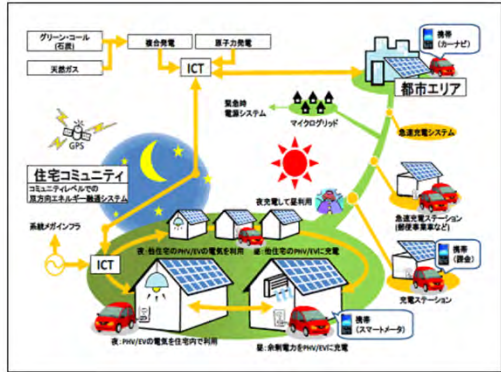 グリーン・コール
(石炭)
複合発電
原子力発電
天然ガス
ICT
携帯
(カーナビ)
都市エリア
緊急時
電源システム
マイクログリッド
GPS
急速充電システム
住宅コミュニティ
コミュニティレベルでの
双方向エネルギー融通システム
夜充電して昼利用
急速充電ステーション
(郵便事業車など)
系統メガインフラ
ICT
夜:他住宅のPHV/EVの電気を利用
昼:他住宅のPHV/EVに充電
携帯
(課金)
充電ステーション
携帯
(スマートメータ)
夜:PHV/EVの電気を住宅内で利用
昼:余剰電力をPHV/EVに充電